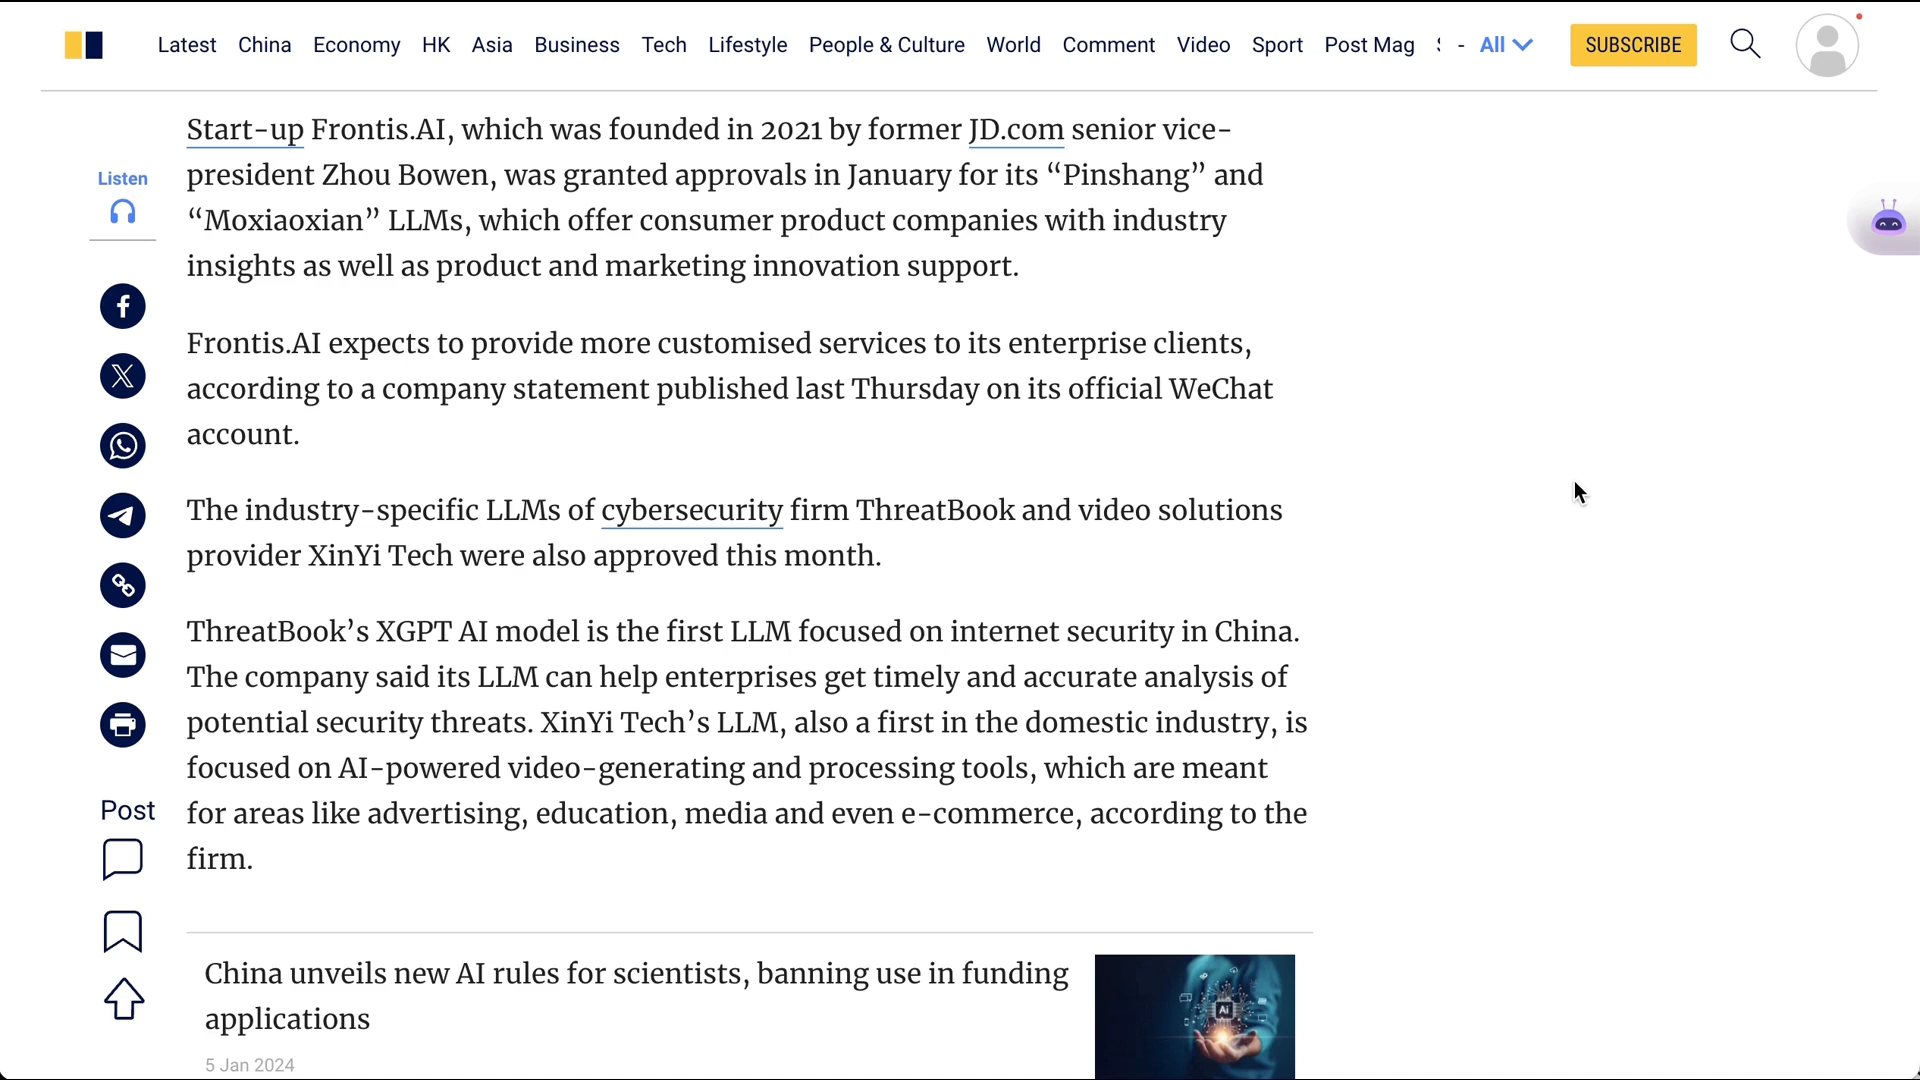 Latest China Economy HK Asia Business Tech Lifestyle People & Culture World Comment Video Sport Post Mag - All SUBSCRIBE
Listen
Post
Start-up Frontis.AI, which was founded in 2021 by former JD.com senior vice-
president Zhou Bowen, was granted approvals in January for its “Pinshang” and
“Moxiaoxian” LLMs, which offer consumer product companies with industry
insights as well as product and marketing innovation support.
Frontis.AI expects to provide more customised services to its enterprise clients,
according to a company statement published last Thursday on its official WeChat
account.
The industry-specific LLMs of cybersecurity firm ThreatBook and video solutions
provider XinYi Tech were also approved this month.
ThreatBook’s XGPT AI model is the first LLM focused on internet security in China.
The company said its LLM can help enterprises get timely and accurate analysis of
potential security threats. XinYi Tech’s LLM, also a first in the domestic industry, is
focused on AI-powered video-generating and processing tools, which are meant
for areas like advertising, education, media and even e-commerce, according to the
firm.
China unveils new AI rules for scientists, banning use in funding
applications
5 Jan 2024
Ai